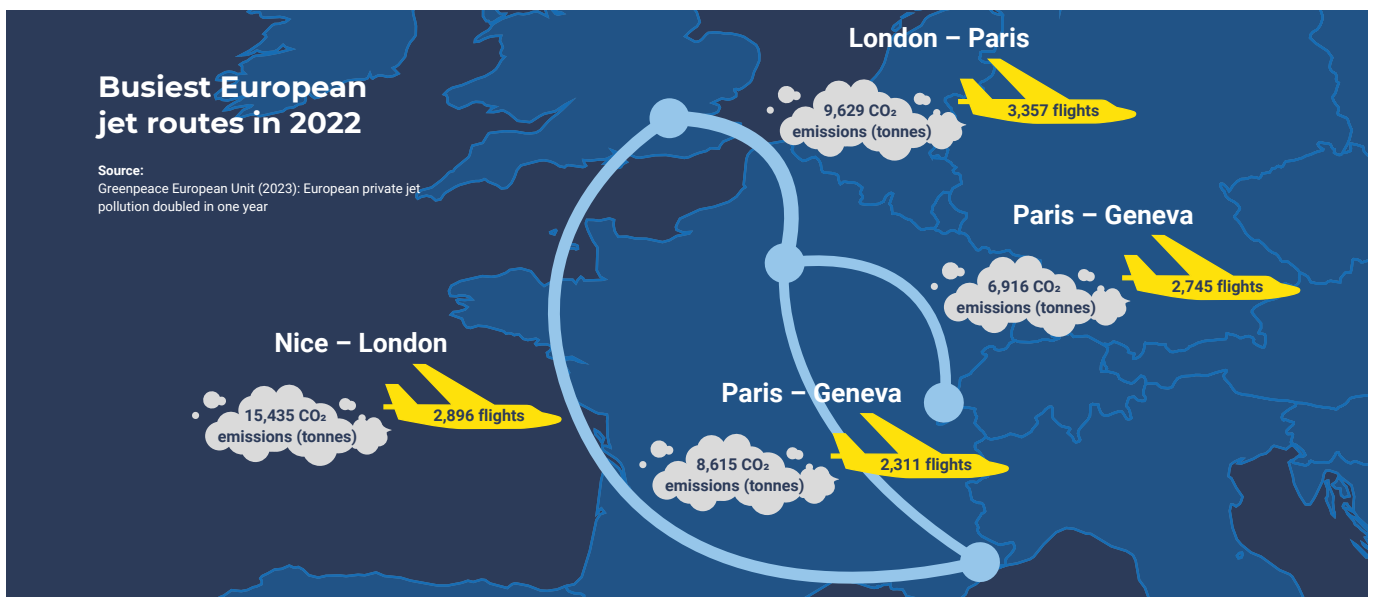 Busiest European
jet routes in 2022
Source:
Greenpeace European Unit (2023): European private jet
pollution doubled in one year
London – Paris
9,629 CO₂
emissions (tonnes)
3,357 flights
Paris – Geneva
6,916 CO₂
emissions (tonnes)
2,745 flights
Nice – London
15,435 CO₂
emissions (tonnes)
2,896 flights
Paris – Geneva
8,615 CO₂
emissions (tonnes)
2,311 flights